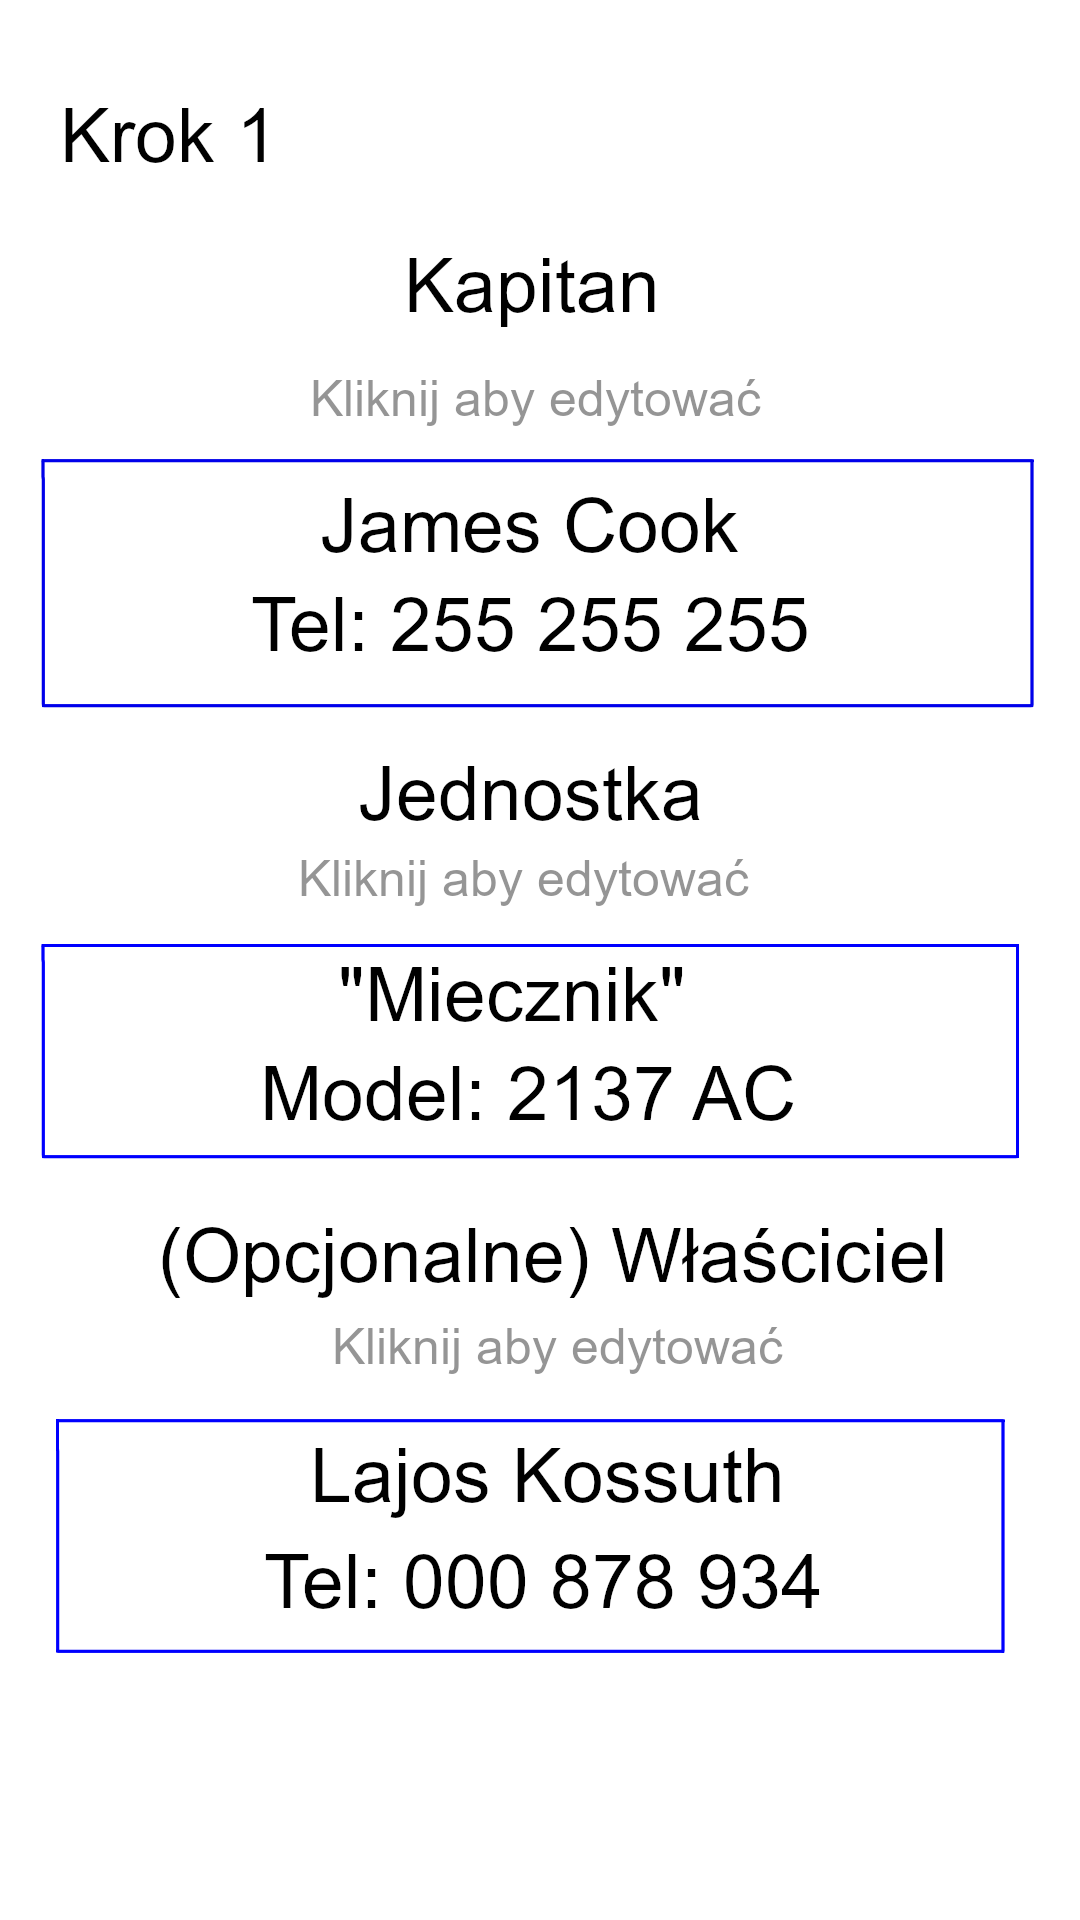 Krok 1
Kapitan
Kliknij aby edytować
James Cook
Tel: 255 255 255
Jednostka
Kliknij aby edytować
"Miecznik"
Model: 2137 AC
(Opcjonalne) Właściciel
Kliknij aby edytować
Lajos Kossuth
Tel: 000 878 934